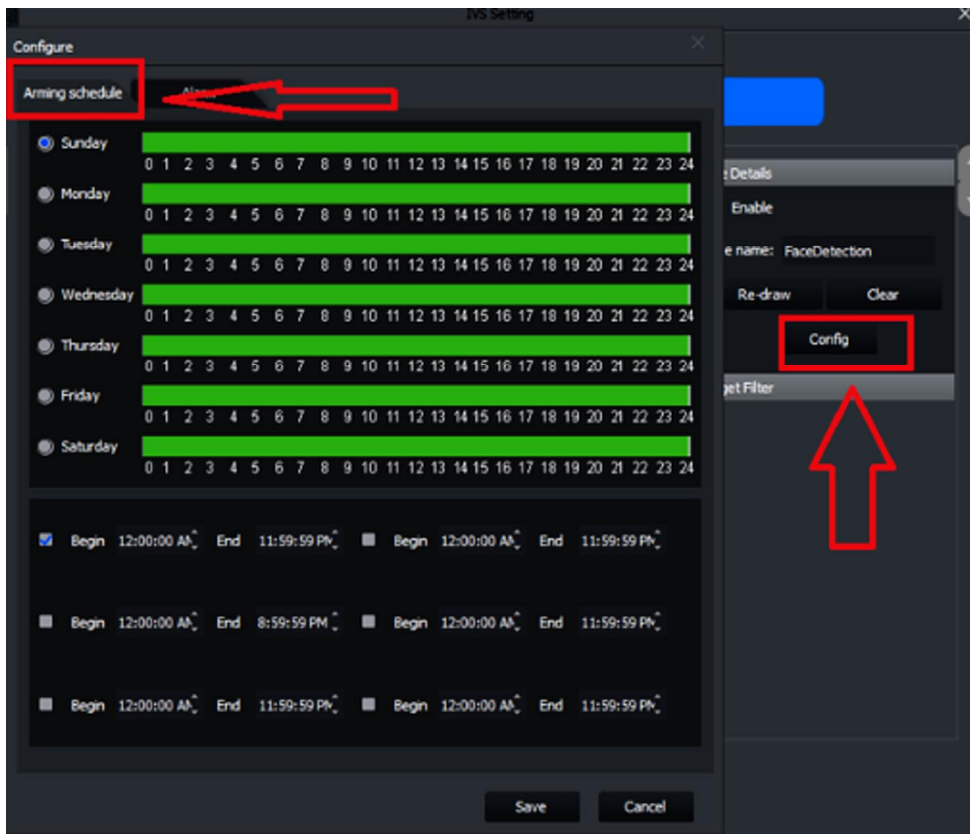 IVS Setting
Configure
Arming schedule
Sunday
0 1 2 3 4 5 6 7 8 9 10 11 12 13 14 15 16 17 18 19 20 21 22 23 24
Monday
0 1 2 3 4 5 6 7 8 9 10 11 12 13 14 15 16 17 18 19 20 21 22 23 24
Tuesday
0 1 2 3 4 5 6 7 8 9 10 11 12 13 14 15 16 17 18 19 20 21 22 23 24
Wednesday
0 1 2 3 4 5 6 7 8 9 10 11 12 13 14 15 16 17 18 19 20 21 22 23 24
Thursday
0 1 2 3 4 5 6 7 8 9 10 11 12 13 14 15 16 17 18 19 20 21 22 23 24
Friday
0 1 2 3 4 5 6 7 8 9 10 11 12 13 14 15 16 17 18 19 20 21 22 23 24
Saturday
0 1 2 3 4 5 6 7 8 9 10 11 12 13 14 15 16 17 18 19 20 21 22 23 24
Begin 12:00:00 AM End 11:59:59 PM Begin 12:00:00 AM End 11:59:59 PM
Begin 12:00:00 AM End 8:59:59 PM Begin 12:00:00 AM End 11:59:59 PM
Begin 12:00:00 AM End 11:59:59 PM Begin 12:00:00 AM End 11:59:59 PM
Save Cancel
Details
Enable
e name: FaceDetection
Re-draw Clear
Config
get Filter